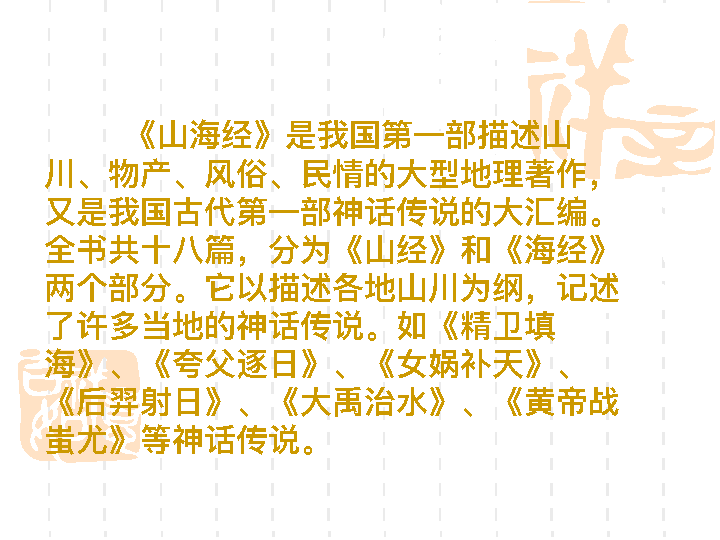 《山海经》是我国第一部描述山
川、物产、风俗、民情的大型地理著作，
又是我国古代第一部神话传说的大汇编。
全书共十八篇，分为《山经》和《海经》
两个部分。它以描述各地山川为纲，记述
了许多当地的神话传说。如《精卫填
海》、《夸父逐日》、《女娲补天》、
《后羿射日》、《大禹治水》、《黄帝战
蚩尤》等神话传说。